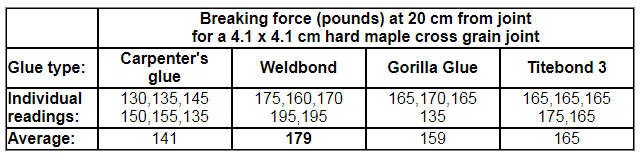 Breaking force (pounds) at 20 cm from joint
for a 4.1 x 4.1 cm hard maple cross grain joint
Glue type: Carpenter's glue Weldbond Gorilla Glue Titebond 3
Individual readings: 130,135,145 150,155,135 175,160,170 195,195 165,170,165 135 165,165,165 175,165
Average: 141 179 159 165